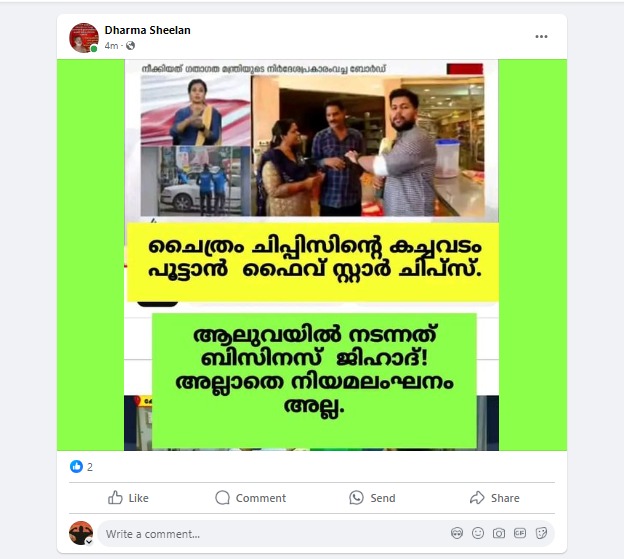 Dharma Sheelan
4m
നീക്കിയത് ഗതാഗത മന്ത്രിയുടെ നിർദേശപ്രകാരംവച്ച ബോർഡ്
ചൈത്രം ചിപ്പിസിന്റെ കച്ചവടം
പൂട്ടാൻ ഫൈവ് സ്റ്റാർ ചിപ്സ്.
ആലുവയിൽ നടന്നത്
ബിസിനസ് ജിഹാദ്!
അല്ലാതെ നിയമലംഘനം
അല്ല.
2
Like Comment Send Share
Write a comment...
GIF